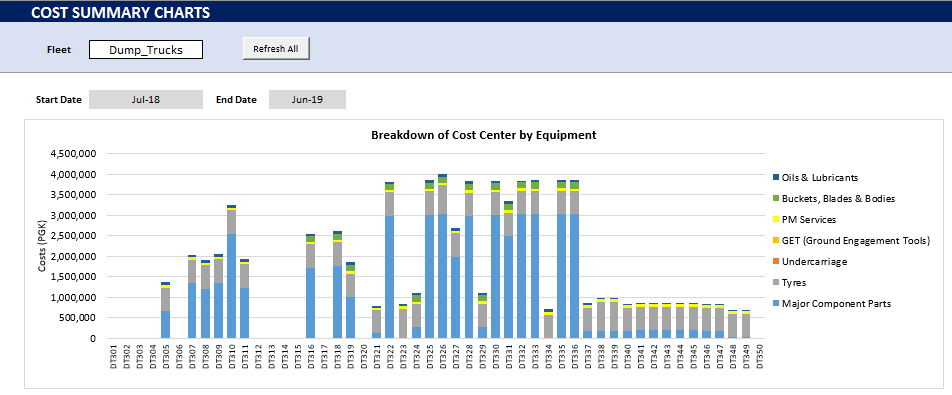 COST SUMMARY CHARTS
Fleet Dump_Trucks Refresh All
Start Date Jul-18 End Date Jun-19
Breakdown of Cost Center by Equipment
Costs (PGK)
4,500,000
4,000,000
3,500,000
3,000,000
2,500,000
2,000,000
1,500,000
1,000,000
500,000
0
Oils & Lubricants
Buckets, Blades & Bodies
PM Services
GET (Ground Engagement Tools)
Undercarriage
Tyres
Major Component Parts
DT301
DT302
DT303
DT304
DT305
DT306
DT307
DT308
DT309
DT310
DT311
DT312
DT313
DT314
DT315
DT316
DT317
DT318
DT319
DT320
DT321
DT322
DT323
DT324
DT325
DT326
DT327
DT328
DT329
DT330
DT331
DT332
DT333
DT334
DT335
DT336
DT337
DT338
DT339
DT340
DT341
DT342
DT343
DT344
DT345
DT346
DT347
DT348
DT349
DT350